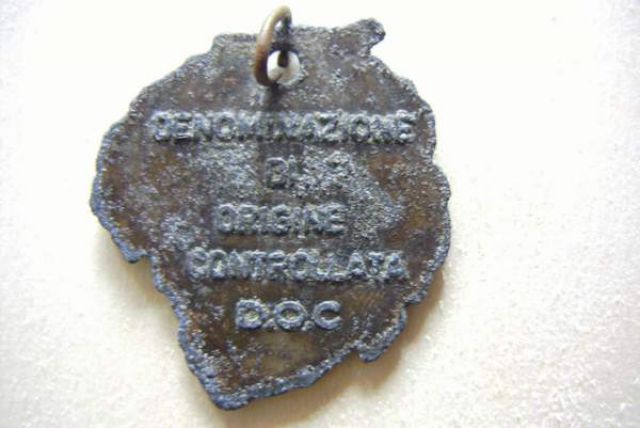 DENOMINAZIONE
DI
ORIGINE
CONTROLLATA
D.O.C